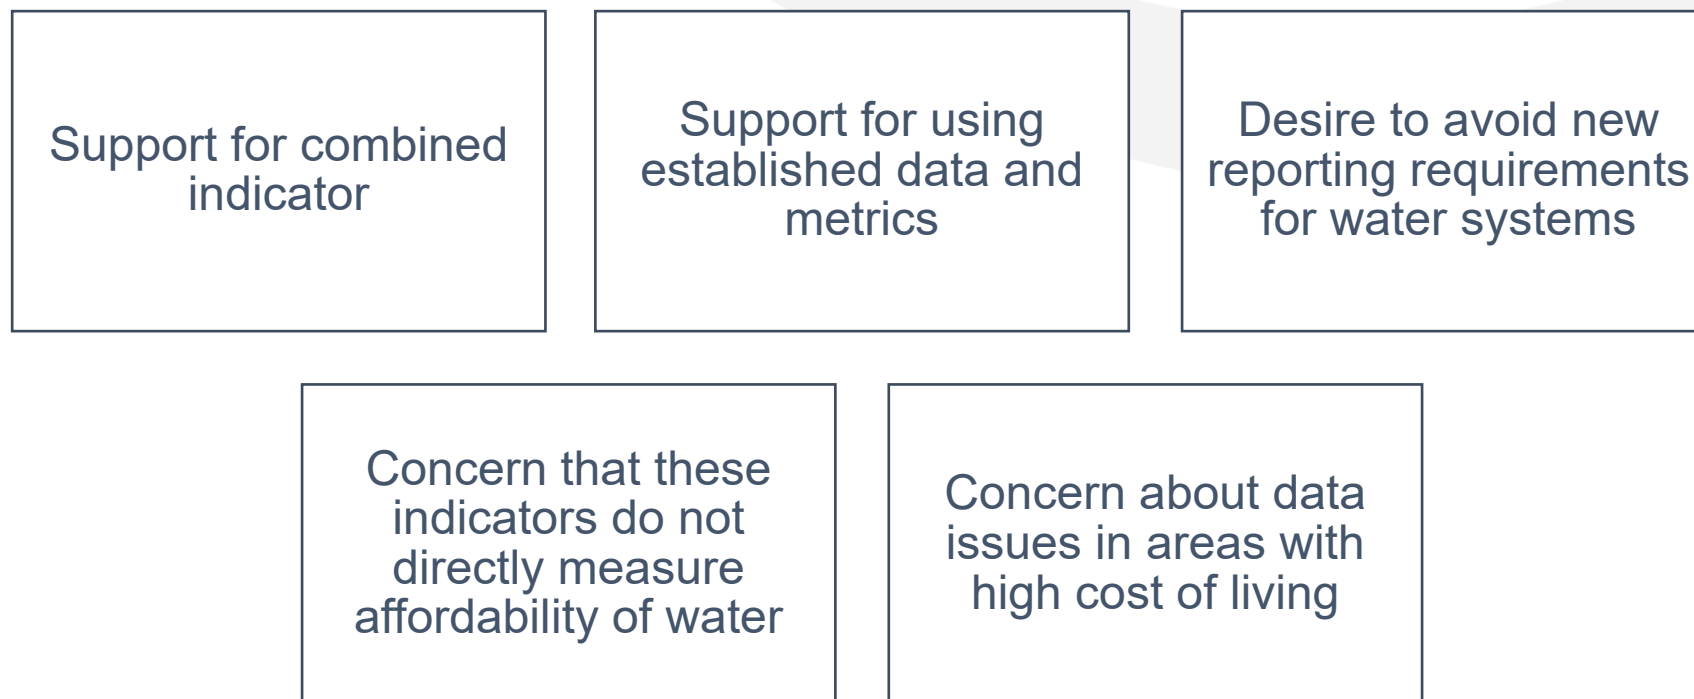 Support for combined
indicator
Support for using
established data and
metrics
Desire to avoid new
reporting requirements
for water systems
Concern that these
indicators do not
directly measure
affordability of water
Concern about data
issues in areas with
high cost of living